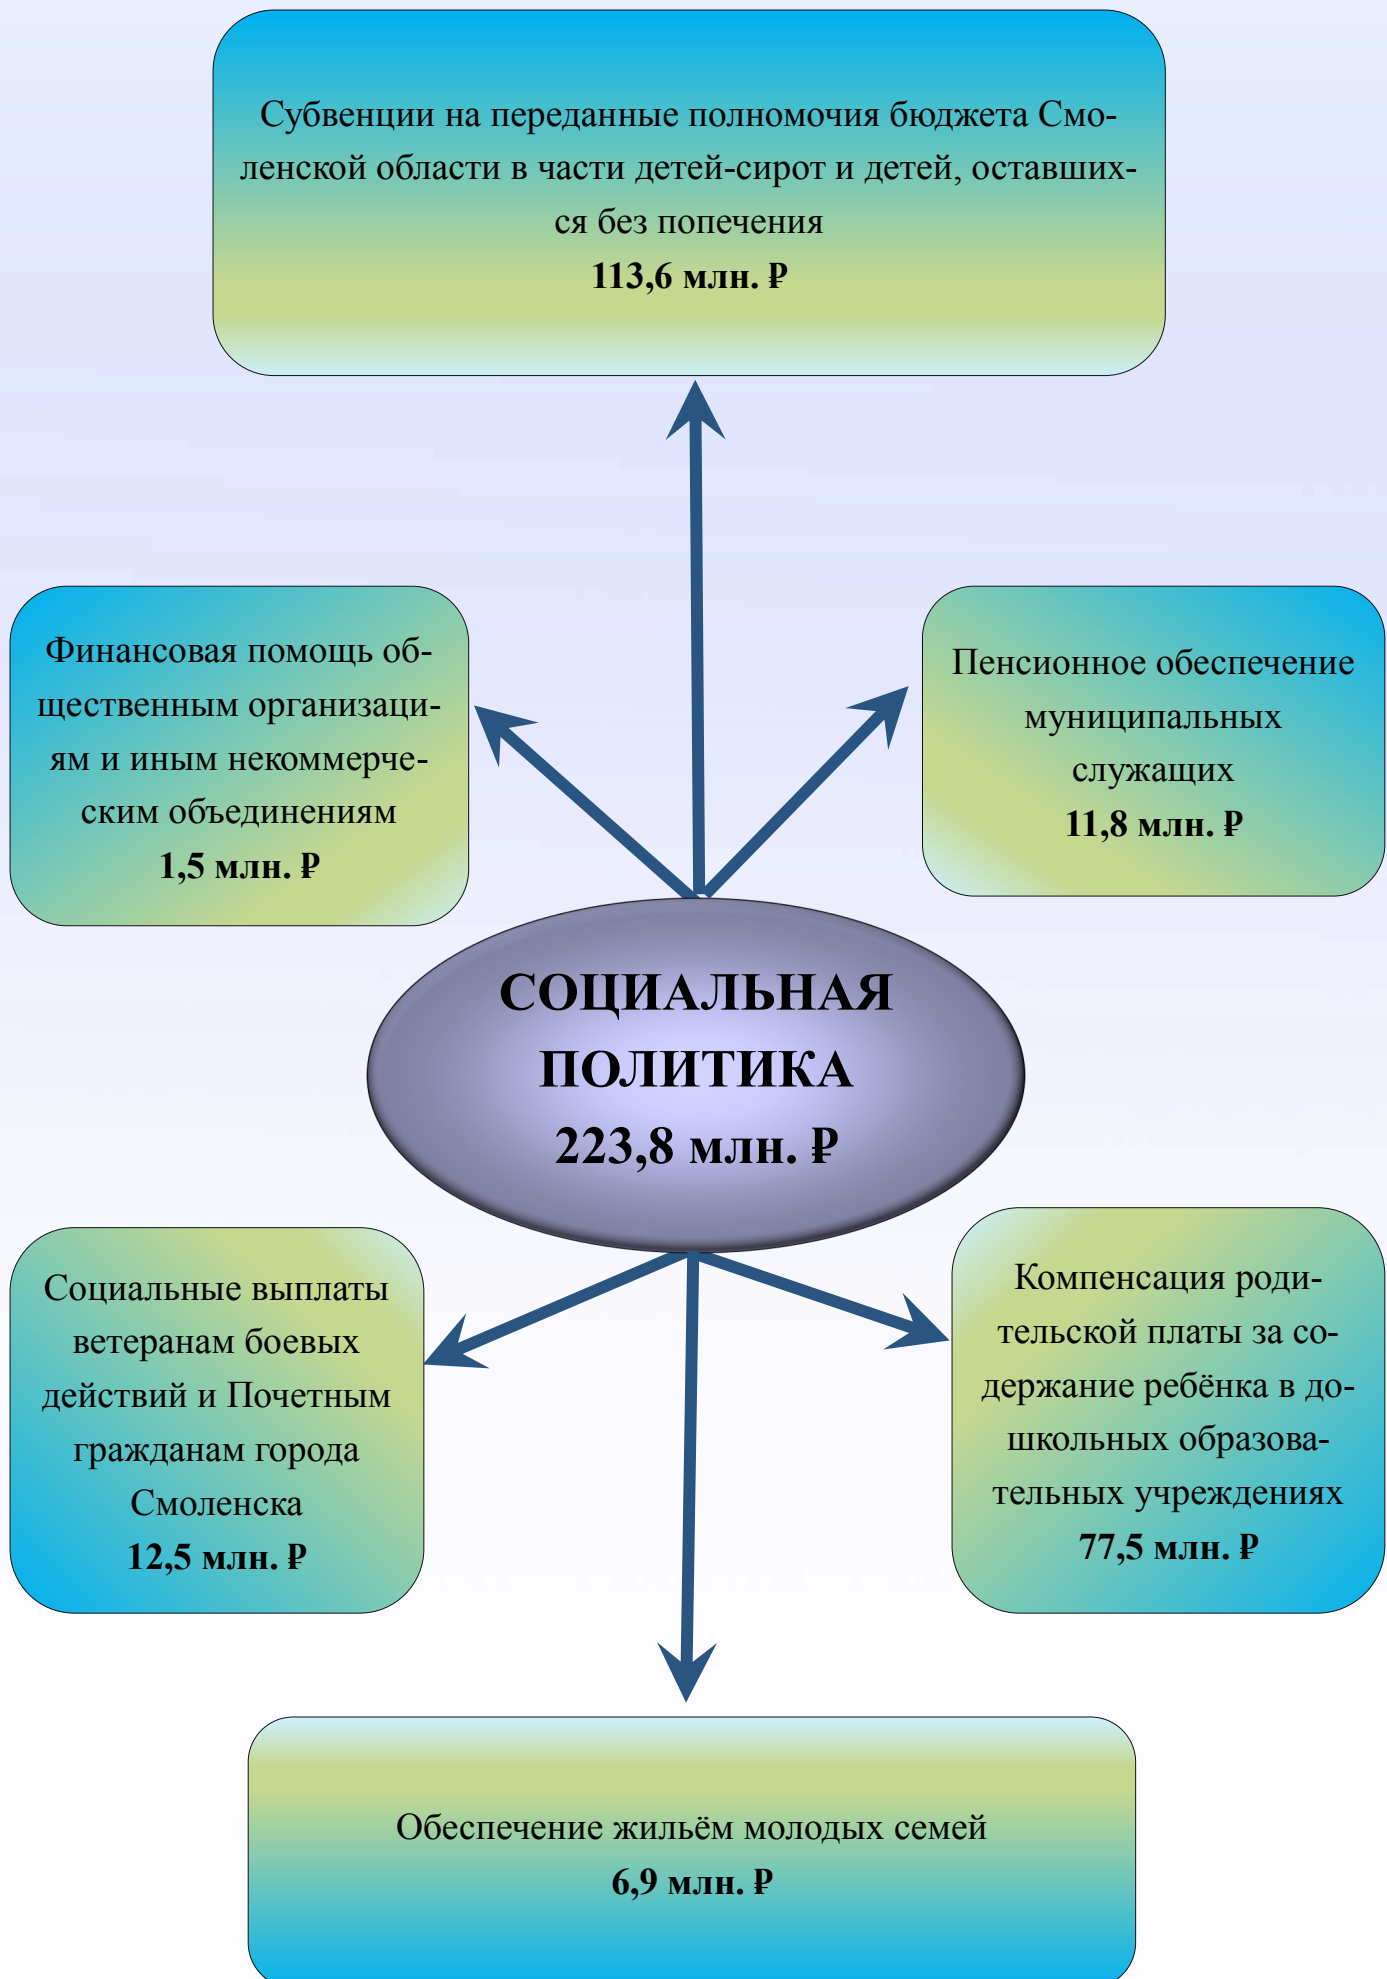 Субвенции на переданные полномочия бюджета Смо-
ленской области в части детей-сирот и детей, оставших-
ся без попечения
113,6 млн. ₽
Финансовая помощь об-
щественным организаци-
ям и иным некоммерче-
ским объединениям
1,5 млн. ₽
Пенсионное обеспечение
муниципальных
служащих
11,8 млн. ₽
СОЦИАЛЬНАЯ
ПОЛИТИКА
223,8 млн. ₽
Социальные выплаты
ветеранам боевых
действий и Почетным
гражданам города
Смоленска
12,5 млн. ₽
Компенсация роди-
тельской платы за со-
держание ребёнка в до-
школьных образова-
тельных учреждениях
77,5 млн. ₽
Обеспечение жильём молодых семей
6,9 млн. ₽